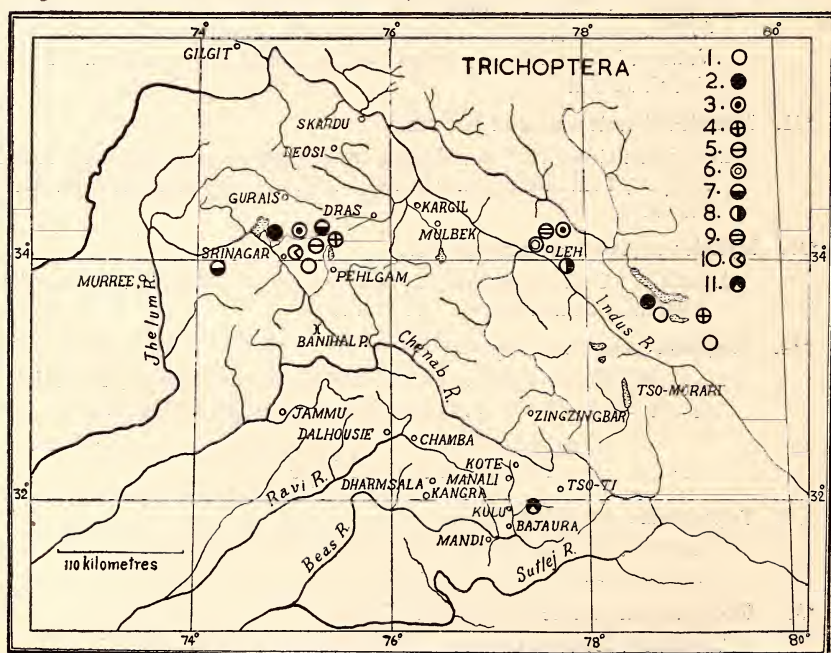 74°
76°
78°
80°
GILGIT
TRICHOPTERA
1.
2.
3.
4.
5.
6.
7.
8.
9.
10.
11.
SKARDU
DEOSI
GURAIS
DRAS
KARGIL
MULBEK
LEH
34
34
SRINAGAR
PEHLGAM
MURREE
Jhelum R.
BANIHAL P.
Chenab R.
Indus R.
TSO-MORARI
JAMMU
ZINGZINGBAR
DALHOUSIE
CHAMBA
KOTE
MANALI
TSO-TI
DHARMSALA
KANGRA
Ravi R.
32
32
KULU
BAJAURA
MANDI
Beas R.
Sutlej R.
110 kilometres
74°
76°
78°
80°